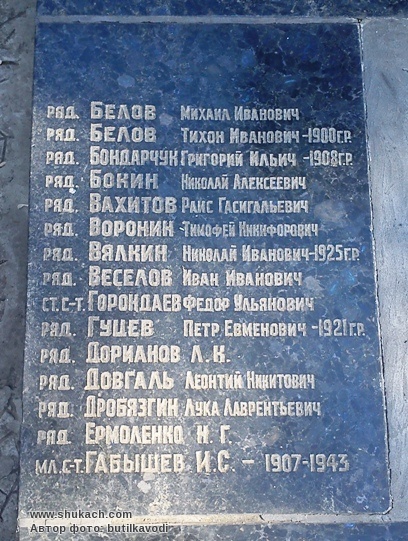 ряд. Белов Михаил Иванович
ряд. Белов Тихон Иванович -1900г.р.
ряд. Бондарчук Григорий Ильич -1908г.р.
ряд. Бокин Николай Алексеевич
ряд. Вахитов Раис Гасигальевич
ряд. Вороник Тимофей Никифорович
ряд. Вялкин Николай Иванович-1925г.р.
ряд. Веселов Иван Иванович
ст.с-т. Горондаев Федор Ульянович
ряд. Гуцев Петр Евменович -1921г.р.
ряд. Дорианов Л.К.
ряд. Довгаль Леонтий Никитович
ряд. Дробязгин Лука Лаврентьевич
ряд. Ермоленко Н Г.
мл.с-т. Габышев И.С. – 1907-1943
www.shukach.com
Автор фото: butilkavodi